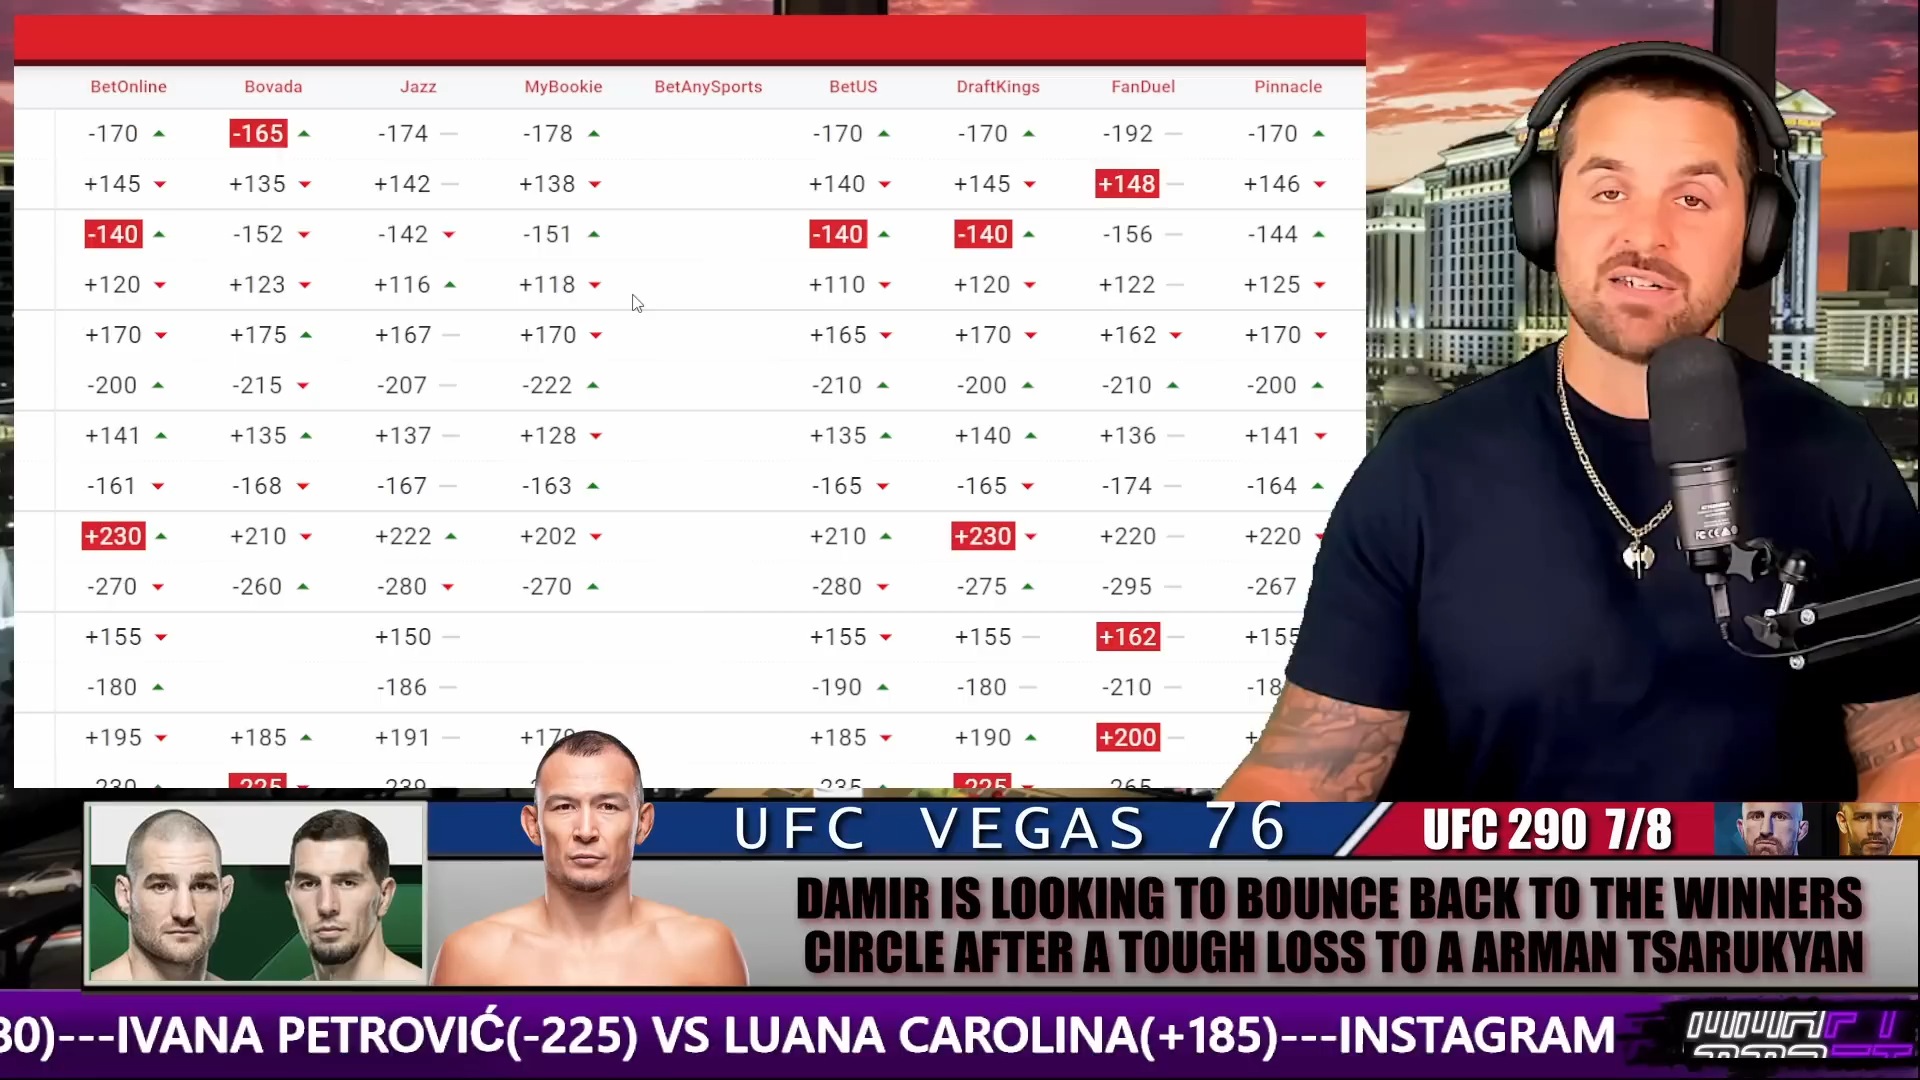 BetOnline Bovada Jazz MyBookie BetAnySports BetUS DraftKings FanDuel Pinnacle
-170 -165 -174 -178 -170 -170 -192 -170
+145 +135 +142 +138 +140 +145 +148 +146
-140 -152 -142 -151 -140 -140 -156 -144
+120 +123 +116 +118 +110 +120 +122 +125
+170 +175 +167 +170 +165 +170 +162 +170
-200 -215 -207 -222 -210 -200 -210 -200
+141 +135 +137 +128 +135 +140 +136 +141
-161 -168 -167 -163 -165 -165 -174 -164
+230 +210 +222 +202 +210 +230 +220 +220
-270 -260 -280 -270 -280 -275 -295 -267
+155 +150 +155 +155 +162 +155
-180 -186 -190 -180 -210 -18
+195 +185 +191 +179 +185 +190 +200
UFC VEGAS 76
UFC 290 7/8
DAMIR IS LOOKING TO BOUNCE BACK TO THE WINNERS
CIRCLE AFTER A TOUGH LOSS TO A ARMAN TSARUKYAN
30)---IVANA PETROVIĆ(-225) VS LUANA CAROLINA(+185)---INSTAGRAM